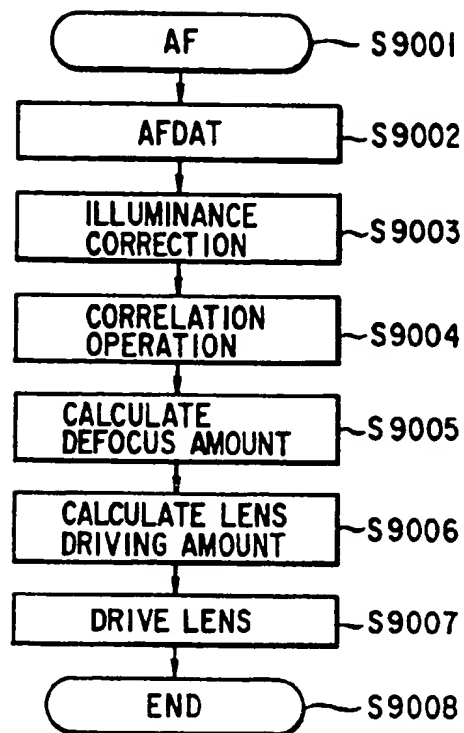 AF
S9001
AFDAT
S9002
ILLUMINANCE
CORRECTION
S9003
CORRELATION
OPERATION
S9004
CALCULATE
DEFOCUS AMOUNT
S9005
CALCULATE LENS
DRIVING AMOUNT
S9006
DRIVE LENS
S9007
END
S9008